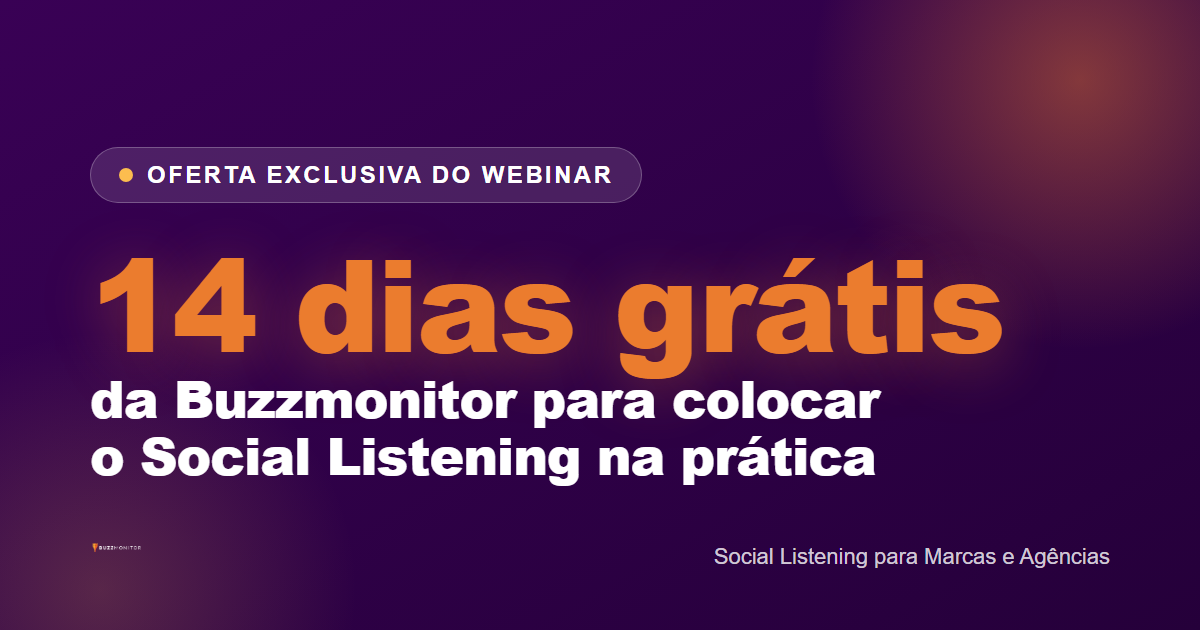 OFERTA EXCLUSIVA DO WEBINAR
14 dias grátis
da Buzzmonitor para colocar
o Social Listening na prática
BUZZMONITOR
Social Listening para Marcas e Agências